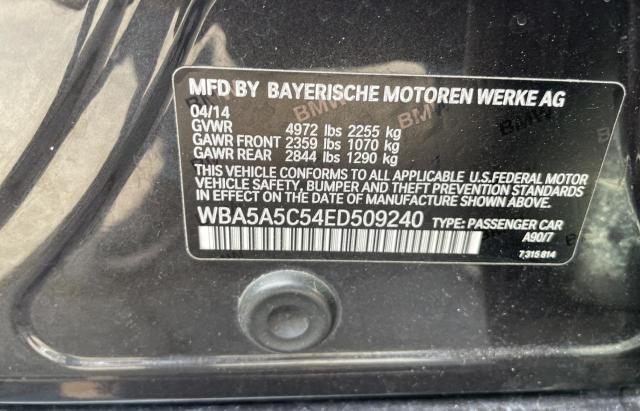 MFD BY BAYERISCHE MOTOREN WERKE AG
04/14
GVWR 4972 lbs 2255 kg
GAWR FRONT 2359 lbs 1070 kg
GAWR REAR 2844 lbs 1290 kg
THIS VEHICLE CONFORMS TO ALL APPLICABLE U.S.FEDERAL MOTOR
VEHICLE SAFETY, BUMPER AND THEFT PREVENTION STANDARDS
IN EFFECT ON THE DATE OF MANUFACTURE SHOWN ABOVE.
WBA5A5C54ED509240 TYPE: PASSENGER CAR
A90/7
7 315 814